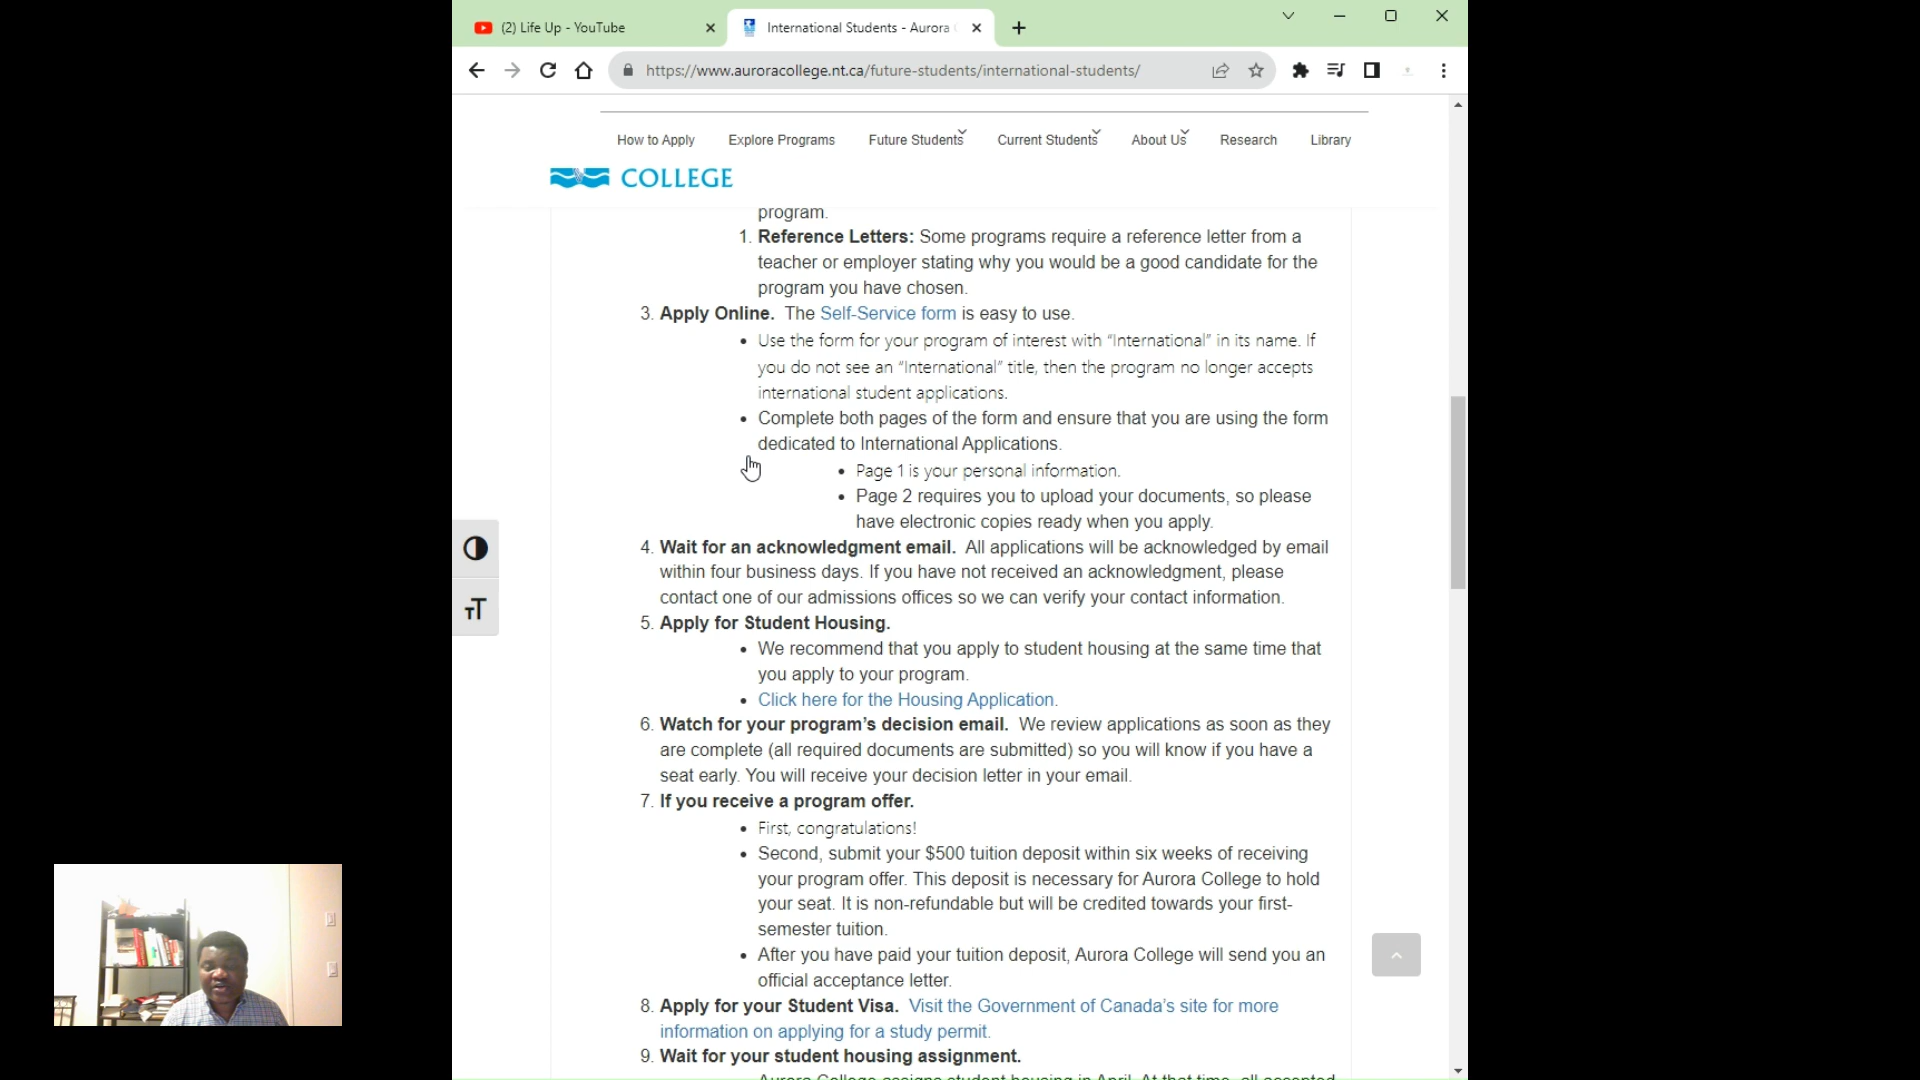 (2) Life Up - YouTube
International Students - Aurora
https://www.auroracollege.nt.ca/future-students/international-students/
How to Apply Explore Programs Future Students Current Students About Us Research Library
COLLEGE
program.
1. Reference Letters: Some programs require a reference letter from a
teacher or employer stating why you would be a good candidate for the
program you have chosen.
3. Apply Online. The Self-Service form is easy to use.
• Use the form for your program of interest with “International” in its name. If
you do not see an “International” title, then the program no longer accepts
international student applications.
• Complete both pages of the form and ensure that you are using the form
dedicated to International Applications.
• Page 1 is your personal information.
• Page 2 requires you to upload your documents, so please
have electronic copies ready when you apply.
4. Wait for an acknowledgment email. All applications will be acknowledged by email
within four business days. If you have not received an acknowledgment, please
contact one of our admissions offices so we can verify your contact information.
5. Apply for Student Housing.
• We recommend that you apply to student housing at the same time that
you apply to your program.
• Click here for the Housing Application.
6. Watch for your program’s decision email. We review applications as soon as they
are complete (all required documents are submitted) so you will know if you have a
seat early. You will receive your decision letter in your email.
7. If you receive a program offer.
• First, congratulations!
• Second, submit your $500 tuition deposit within six weeks of receiving
your program offer. This deposit is necessary for Aurora College to hold
your seat. It is non-refundable but will be credited towards your first-
semester tuition.
• After you have paid your tuition deposit, Aurora College will send you an
official acceptance letter.
8. Apply for your Student Visa. Visit the Government of Canada’s site for more
information on applying for a study permit.
9. Wait for your student housing assignment.
Aurora College assigns student housing in April. At that time, all accepted